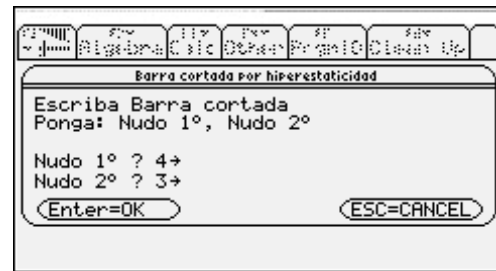 Algebra Calc Other PrgmIO Clean Up
Barra cortada por hiperestaticidad
Escriba Barra cortada
Ponga: Nudo 1º, Nudo 2º
Nudo 1º ? 4→
Nudo 2º ? 3→
Enter=OK ESC=CANCEL